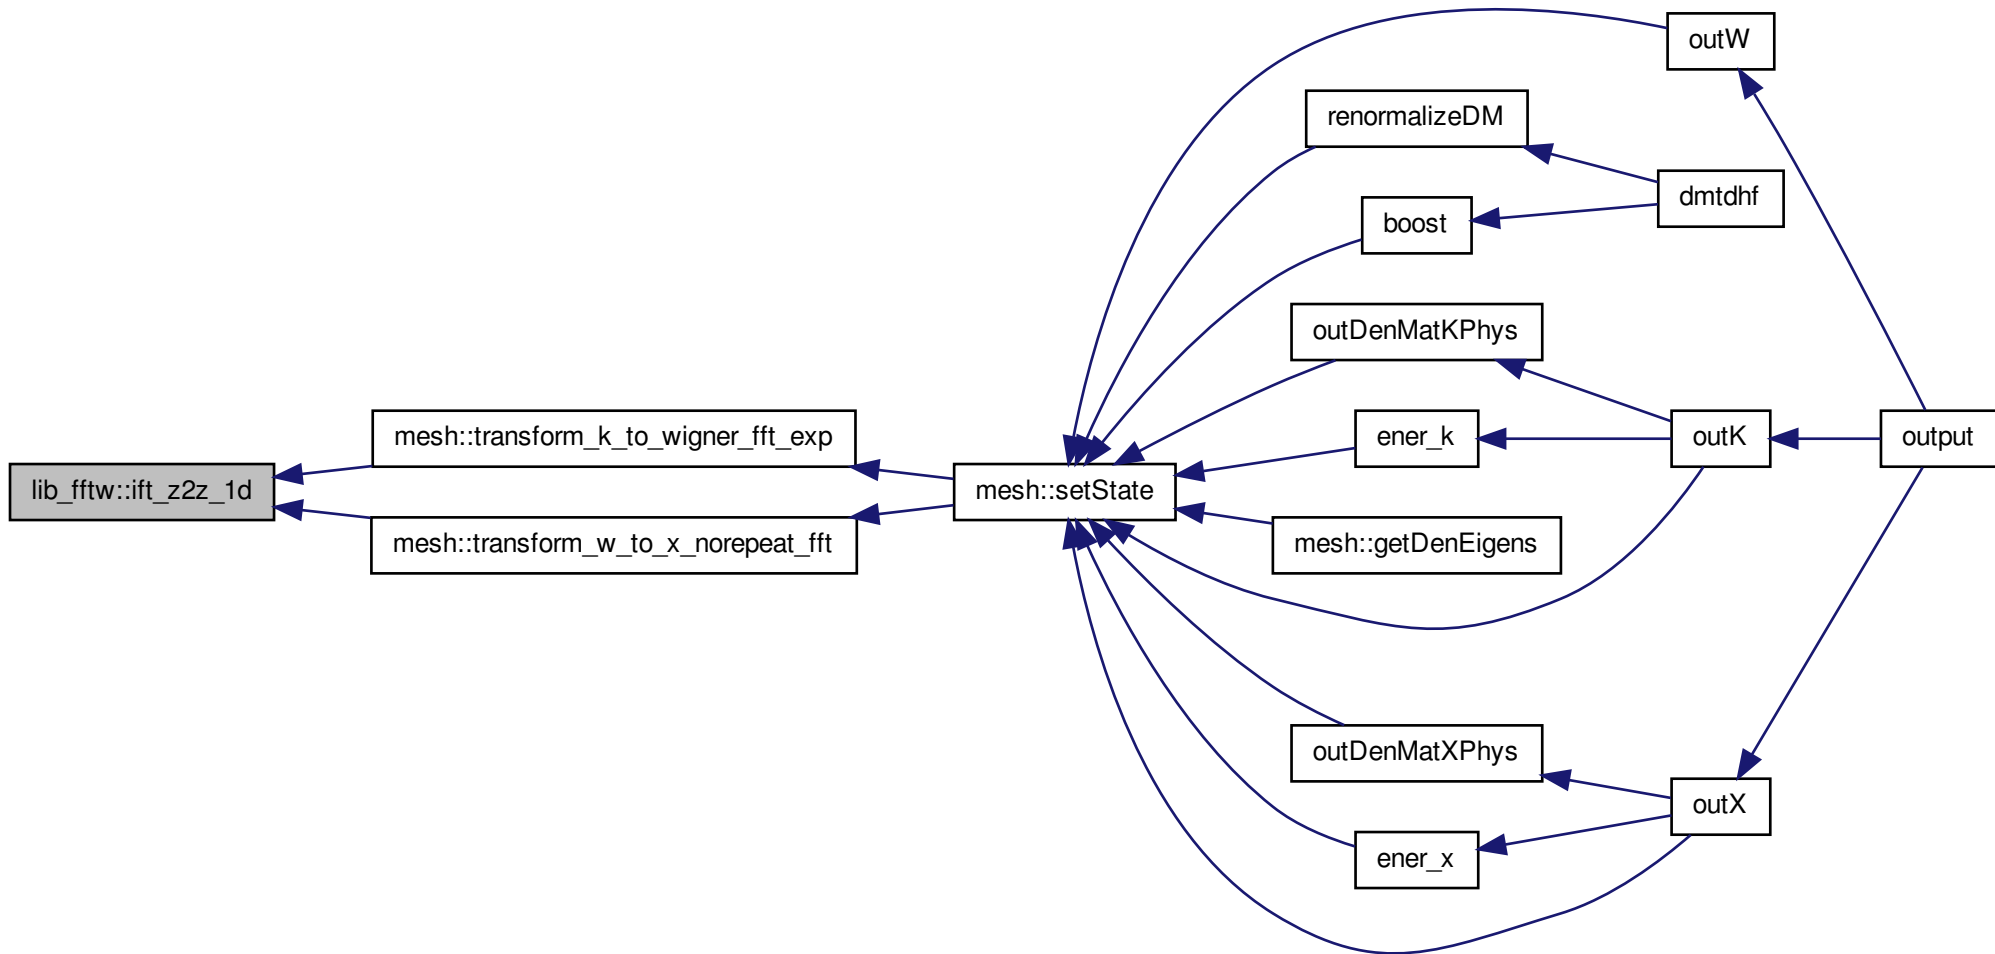 outW
renormalizeDM
dmtdhf
boost
outDenMatKPhys
mesh::transform_k_to_wigner_fft_exp
ener_k
outK
output
lib_fftw::ift_z2z_1d
mesh::setState
mesh::transform_w_to_x_norepeat_fft
mesh::getDenEigens
outDenMatXPhys
outX
ener_x